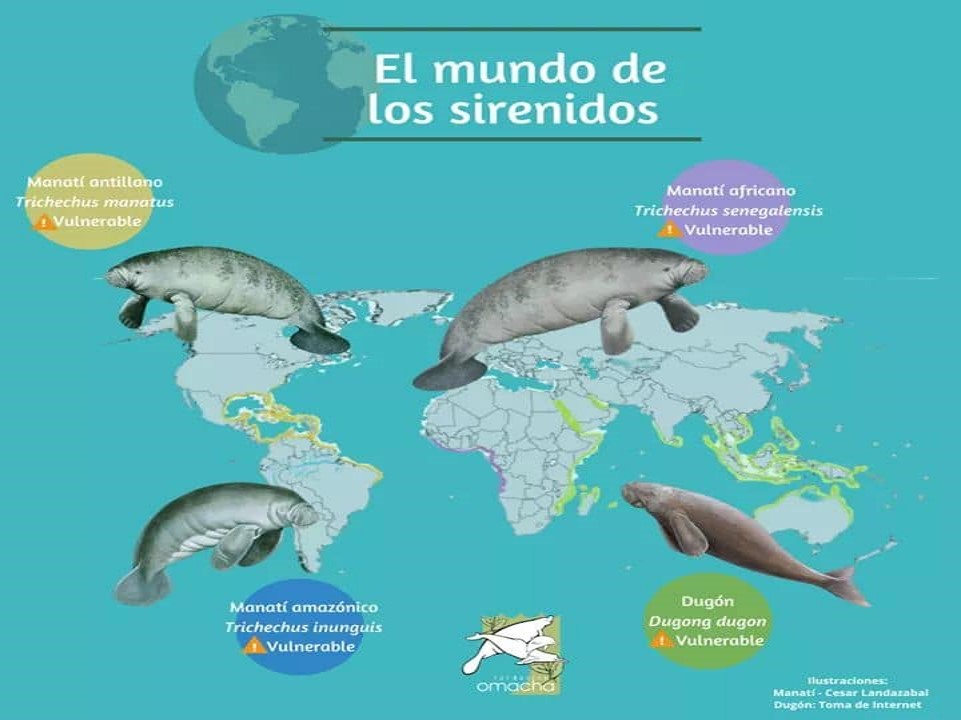 El mundo de
los sirenidos
Manatí antillano
Trichechus manatus
Vulnerable
Manatí africano
Trichechus senegalensis
Vulnerable
Manatí amazónico
Trichechus inunguis
Vulnerable
Dugón
Dugong dugon
Vulnerable
fundación
omacha
Ilustraciones:
Manatí - Cesar Landazabal
Dugón: Toma de Internet